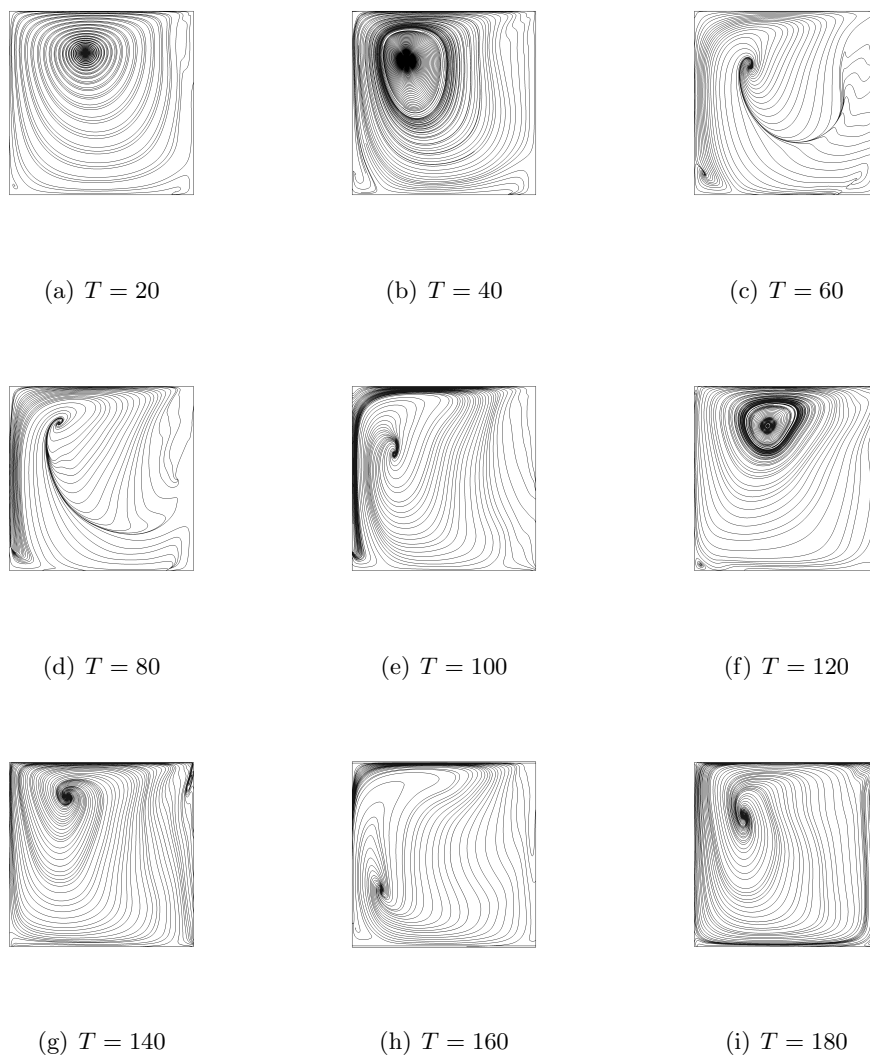 (a) T = 20
(b) T = 40
(c) T = 60
(d) T = 80
(e) T = 100
(f) T = 120
(g) T = 140
(h) T = 160
(i) T = 180